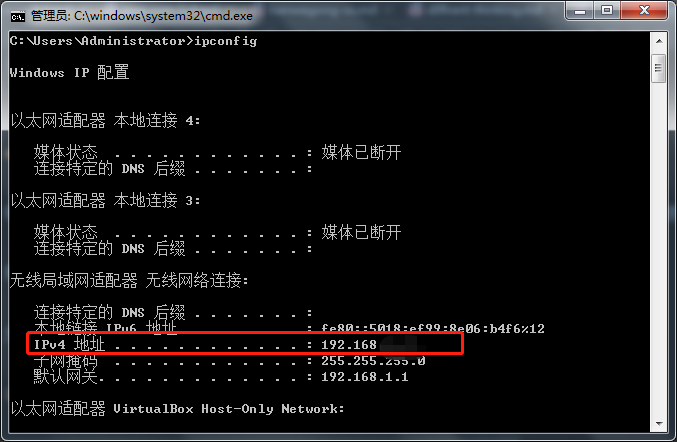 管理员: C:\windows\system32\cmd.exe
C:\Users\Administrator>ipconfig
Windows IP 配置
以太网适配器 本地连接 4:
媒体状态 . . . . . . . . . . . . : 媒体已断开
连接特定的 DNS 后缀 . . . . . . . :
以太网适配器 本地连接 3:
媒体状态 . . . . . . . . . . . . : 媒体已断开
连接特定的 DNS 后缀 . . . . . . . :
无线局域网适配器 无线网络连接:
连接特定的 DNS 后缀 . . . . . . . :
本地链接 IPv6 地址 . . . . . . . . : fe80::5018:ef99:8e06:b4f6%12
IPv4 地址 . . . . . . . . . . . . : 192.168
子网掩码 . . . . . . . . . . . . : 255.255.255.0
默认网关. . . . . . . . . . . . . : 192.168.1.1
以太网适配器 VirtualBox Host-Only Network: